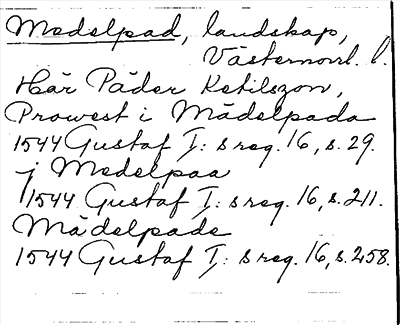 Medelpad, landskap,
Västernorrl. l.
Här Päder Ketilszon,
Prowest i Mädelpada
1544 Gustaf I: s reg. 16, s. 29.
j Medelpaa
1544 Gustaf I: s reg. 16, s. 211.
Mädelpade
1544 Gustaf I: s reg. 16, s. 258.